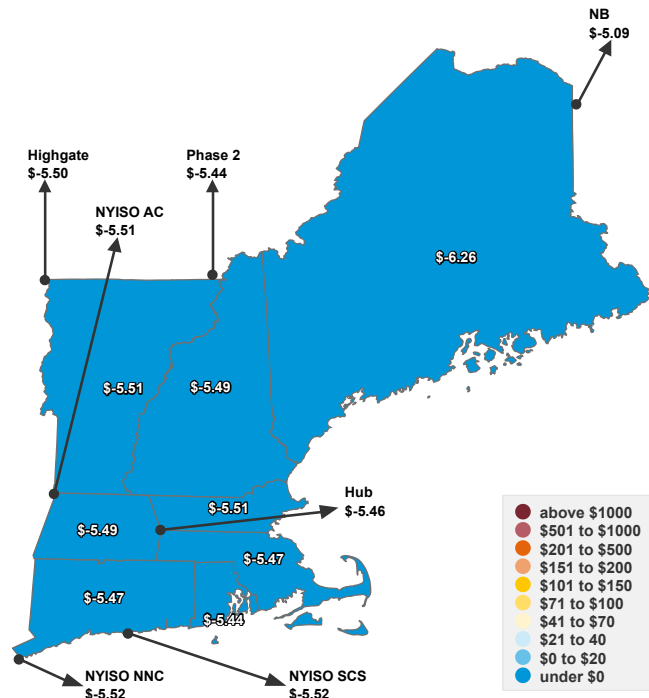 NB
$-5.09
Highgate
$-5.50
Phase 2
$-5.44
NYISO AC
$-5.51
$-6.26
$-5.51
$-5.49
Hub
$-5.46
$-5.51
$-5.49
$-5.47
$-5.47
$-5.44
NYISO NNC
$-5.52
NYISO SCS
$-5.52
above $1000
$501 to $1000
$201 to $500
$151 to $200
$101 to $150
$71 to $100
$41 to $70
$21 to 40
$0 to $20
under $0